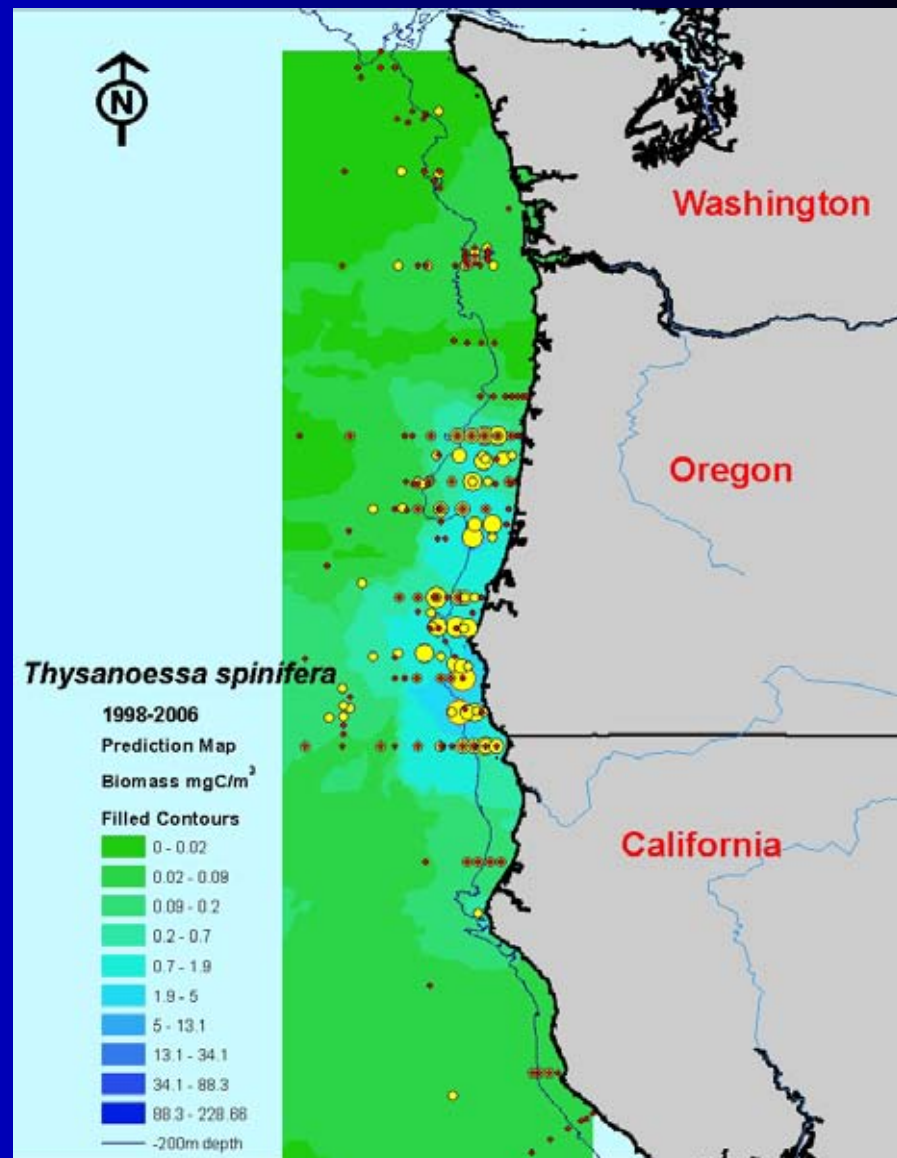 N
Washington
Oregon
Thysanoessa spinifera
1998-2006
Prediction Map
Biomass mgC/m³
Filled Contours
0 - 0.02
0.02 - 0.09
0.09 - 0.2
0.2 - 0.7
0.7 - 1.9
1.9 - 5
5 - 13.1
13.1 - 34.1
34.1 - 88.3
88.3 - 228.66
-200m depth
California